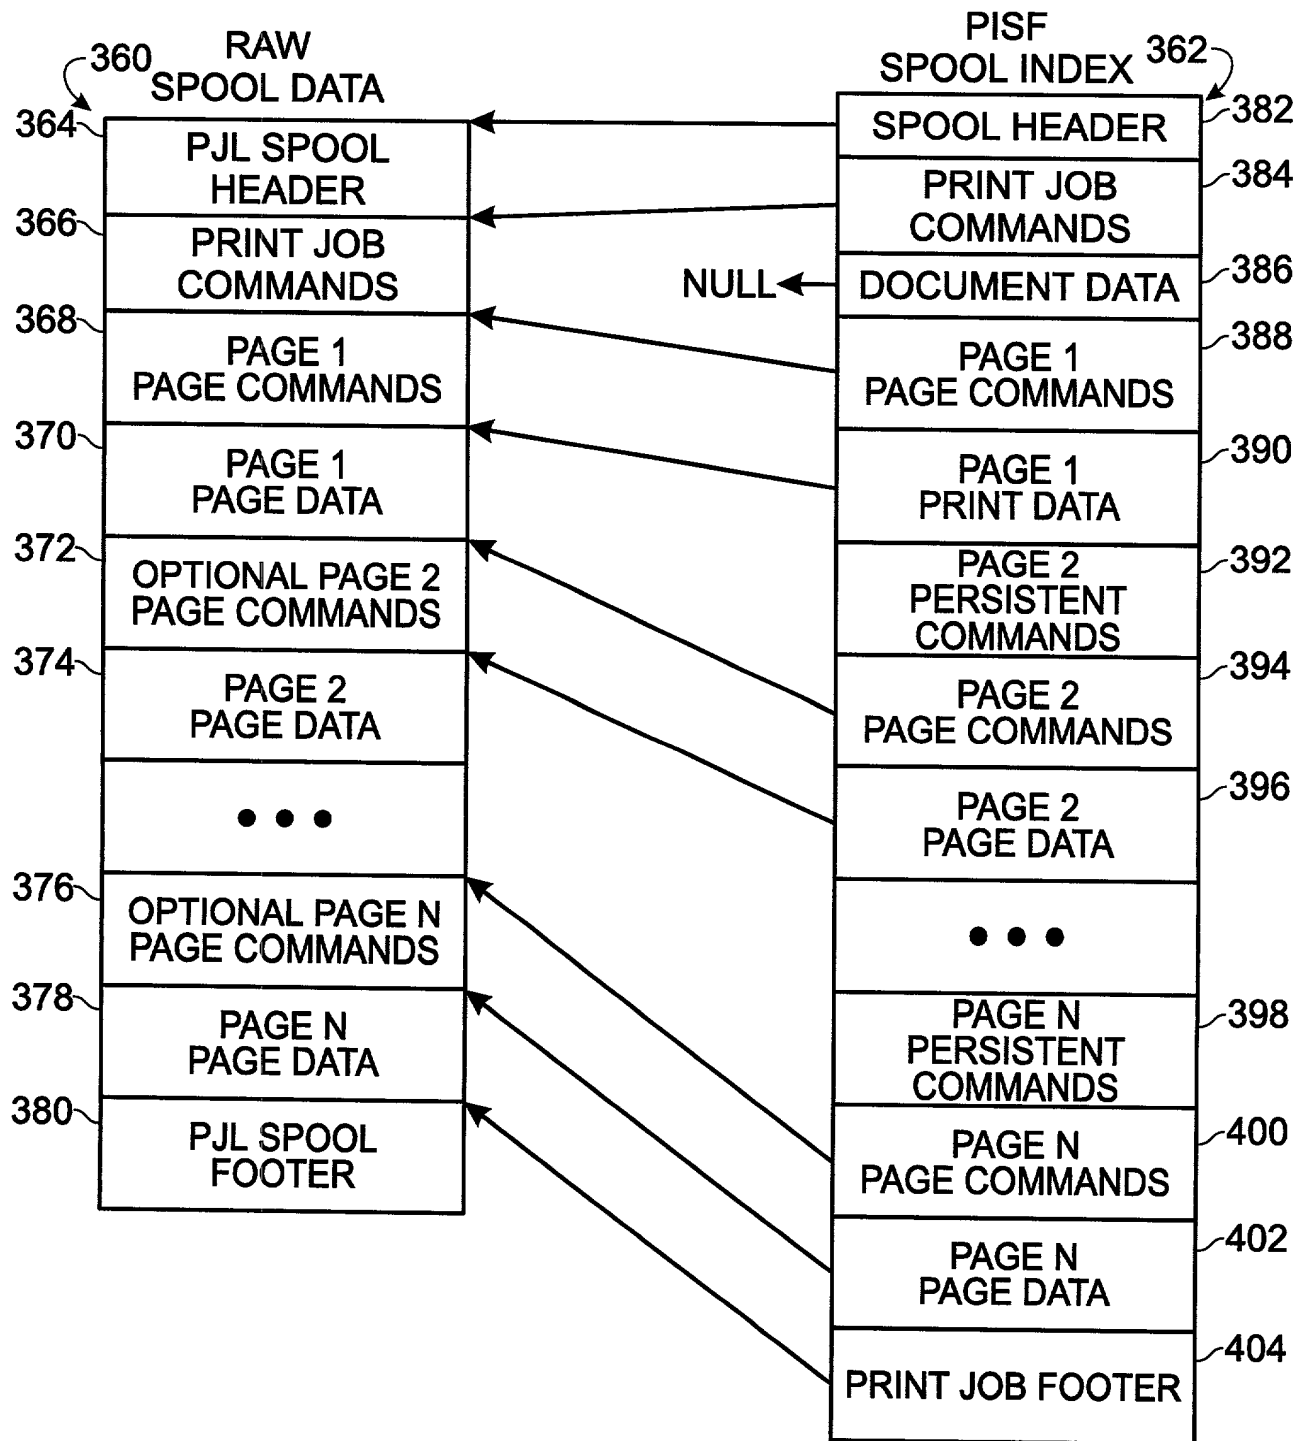 RAW
SPOOL DATA
360
364
PJL SPOOL
HEADER
366
PRINT JOB
COMMANDS
368
PAGE 1
PAGE COMMANDS
370
PAGE 1
PAGE DATA
372
OPTIONAL PAGE 2
PAGE COMMANDS
374
PAGE 2
PAGE DATA
• • •
376
OPTIONAL PAGE N
PAGE COMMANDS
378
PAGE N
PAGE DATA
380
PJL SPOOL
FOOTER
PISF
SPOOL INDEX
362
SPOOL HEADER
382
PRINT JOB
COMMANDS
384
NULL
DOCUMENT DATA
386
PAGE 1
PAGE COMMANDS
388
PAGE 1
PRINT DATA
390
PAGE 2
PERSISTENT
COMMANDS
392
PAGE 2
PAGE COMMANDS
394
PAGE 2
PAGE DATA
396
• • •
PAGE N
PERSISTENT
COMMANDS
398
PAGE N
PAGE COMMANDS
400
PAGE N
PAGE DATA
402
PRINT JOB FOOTER
404